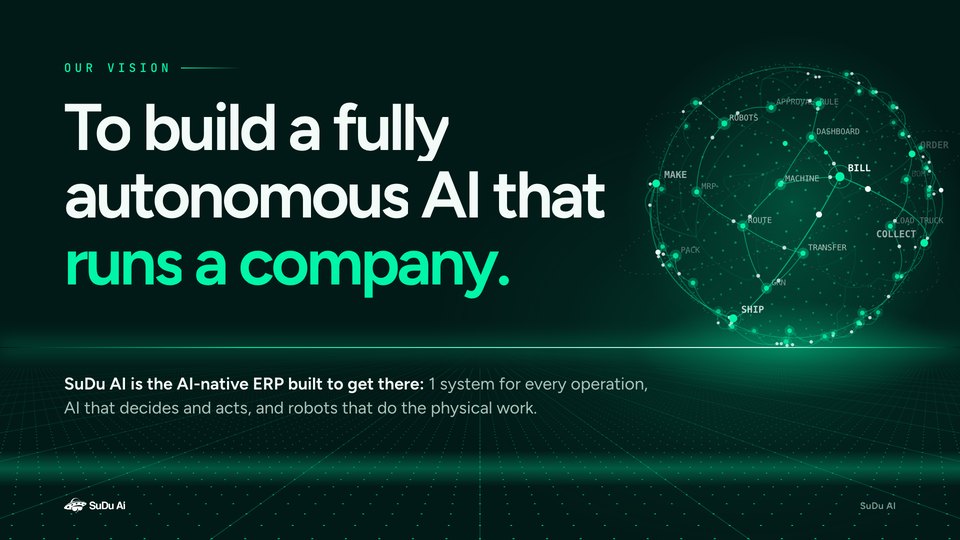 OUR VISION
To build a fully
autonomous AI that
runs a company.
APPROVAL RULE
ROBOTS
DASHBOARD
ORDER
BILL
MAKE
MACHINE
MRP
ROUTE
LOAD TRUCK
COLLECT
TRANSFER
PACK
GRN
SHIP
SuDu AI is the AI-native ERP built to get there: 1 system for every operation,
AI that decides and acts, and robots that do the physical work.
SuDu Ai
SuDu AI